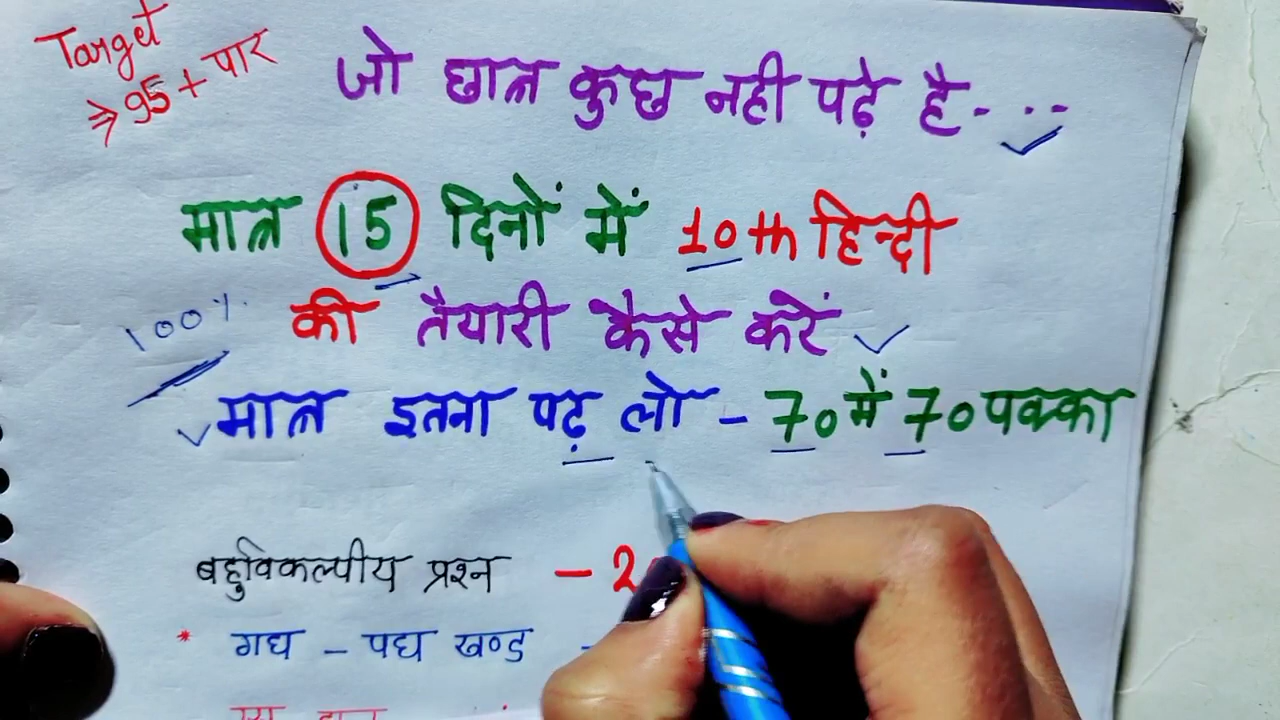 Target
⇒ 95+ पार
जो छात्र कुछ नही पढ़े है- - --
मात्र 15 दिनों में 10th हिन्दी
100%
की तैयारी कैसे करें
मात्र इतना पढ़ लो - 70 में 70 पक्का
बहुविकल्पीय प्रश्न - 2
* गद्य - पद्य खण्ड -